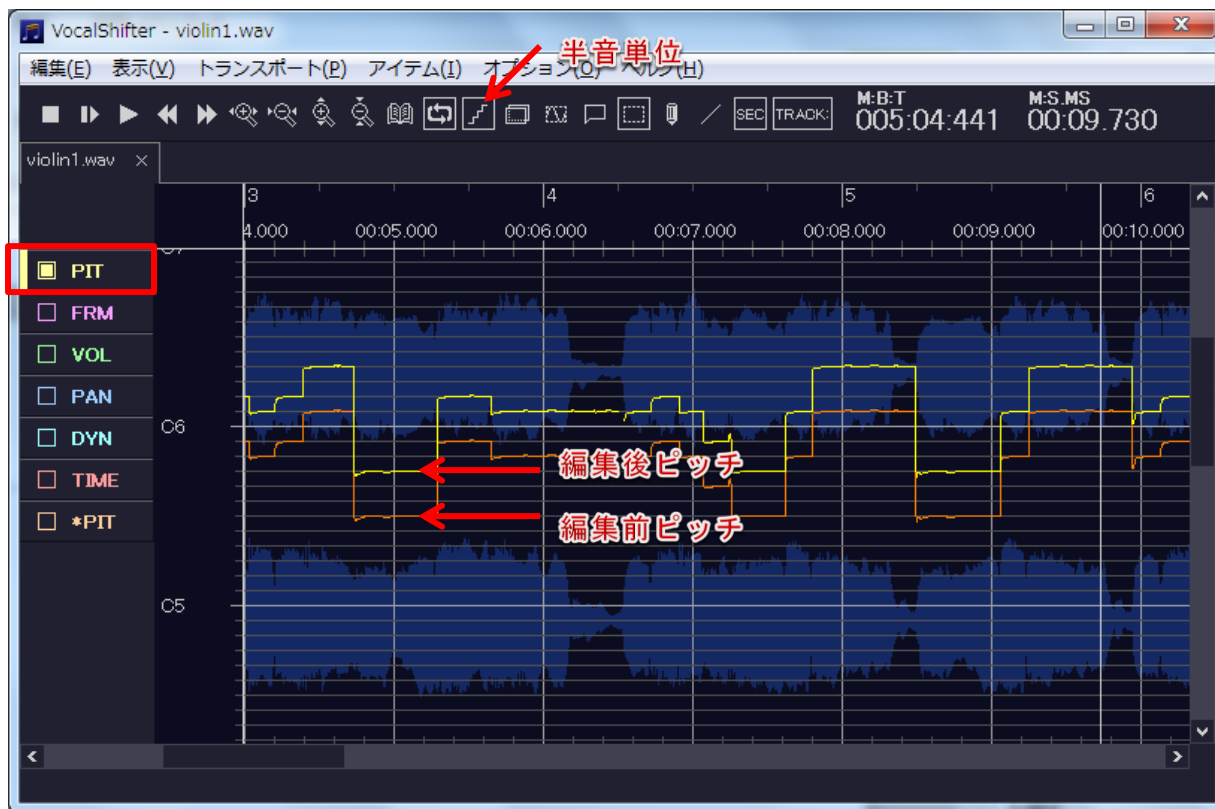 VocalShifter - violin1.wav
半音単位
編集(E) 表示(V) トランスポート(P) アイテム(I) オプション(O) ヘルプ(H)
SEC TRACK:
M:B:T
005:04:441
M:S.MS
00:09.730
violin1.wav ×
3 4 5 6
4.000 00:05.000 00:06.000 00:07.000 00:08.000 00:09.000 00:10.000
C7
PIT
FRM
VOL
PAN
C6
DYN
編集後ピッチ
TIME
*PIT
編集前ピッチ
C5